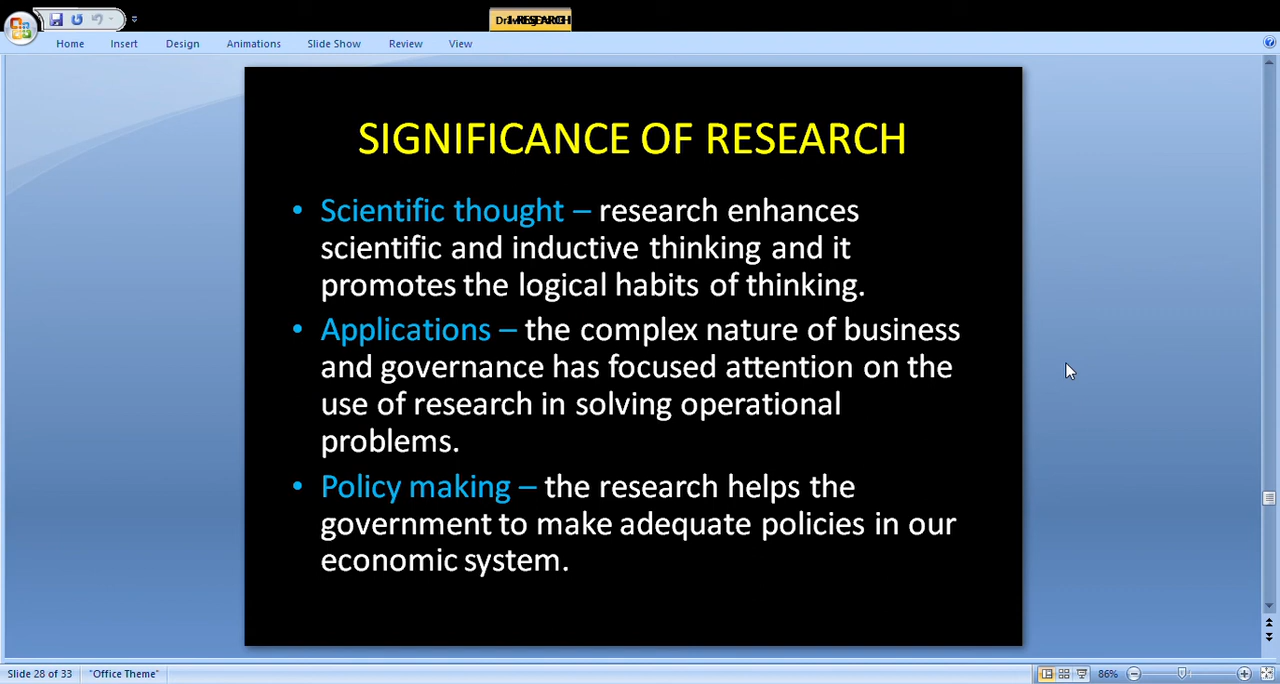 Home Insert Design Animations Slide Show Review View
SIGNIFICANCE OF RESEARCH
• Scientific thought – research enhances
scientific and inductive thinking and it
promotes the logical habits of thinking.
• Applications – the complex nature of business
and governance has focused attention on the
use of research in solving operational
problems.
• Policy making – the research helps the
government to make adequate policies in our
economic system.
Slide 28 of 33 "Office Theme" 86%